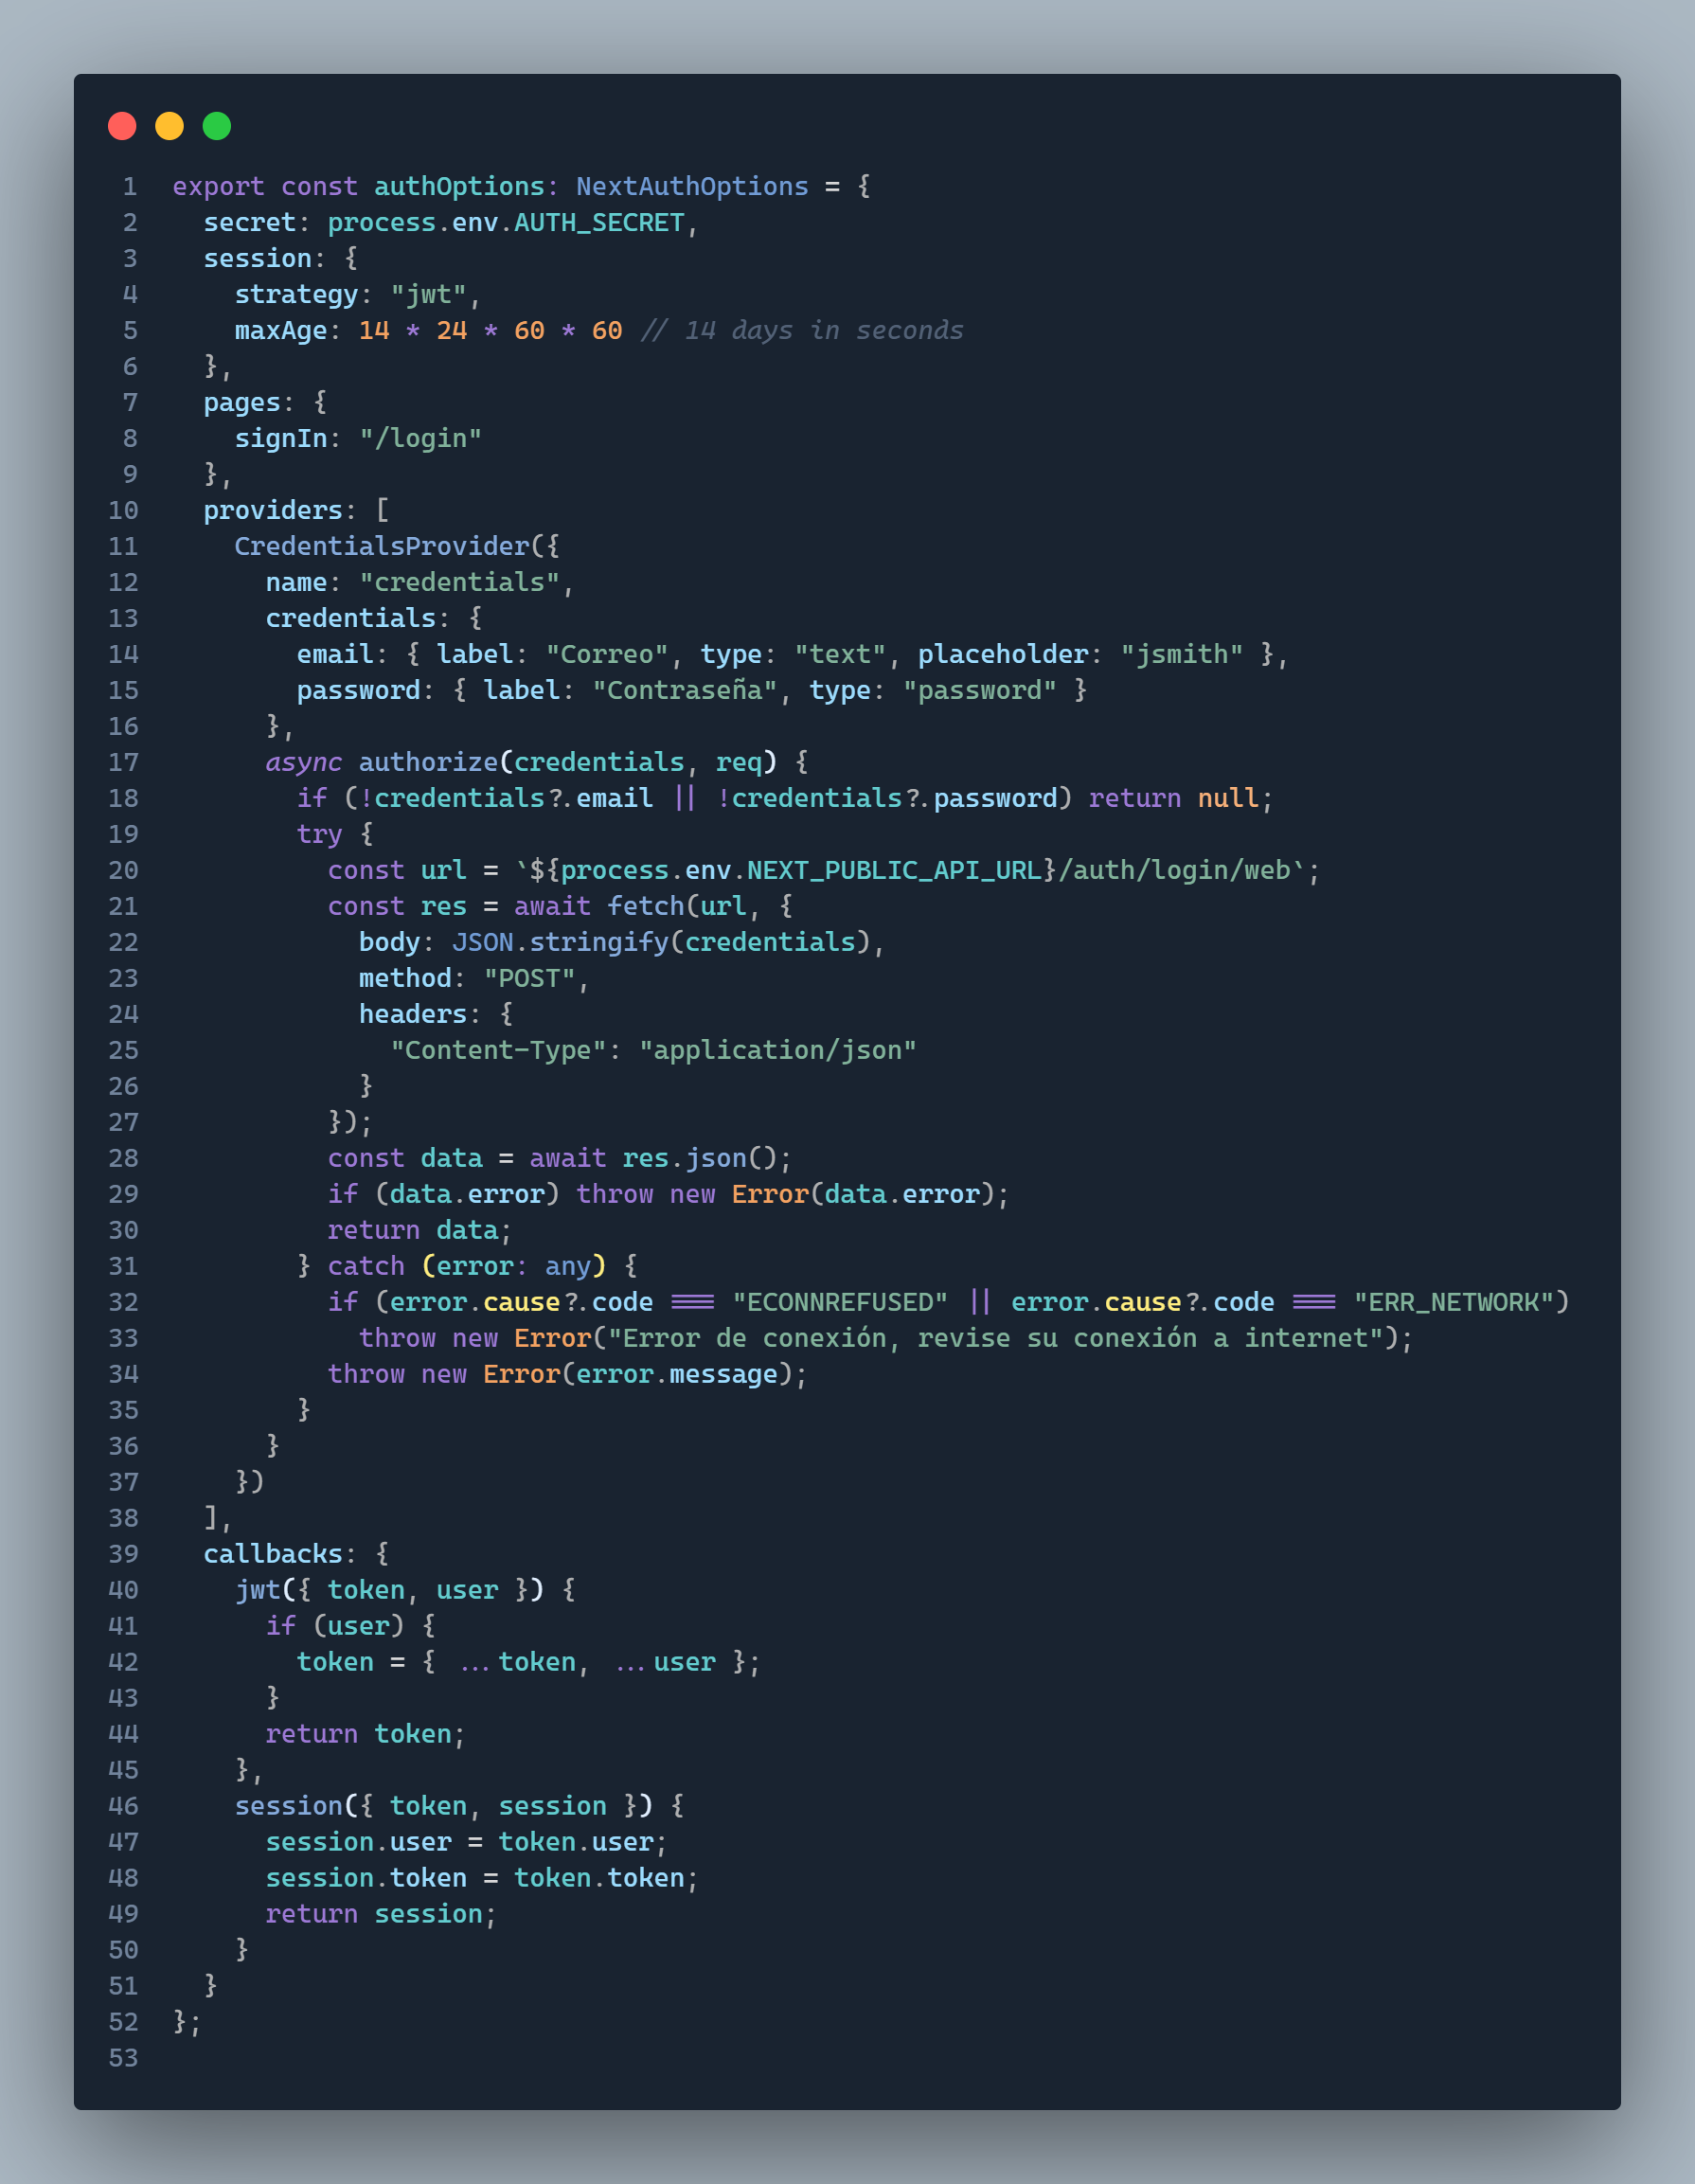 1 export const authOptions: NextAuthOptions = {
2   secret: process.env.AUTH_SECRET,
3   session: {
4     strategy: "jwt",
5     maxAge: 14 * 24 * 60 * 60 // 14 days in seconds
6   },
7   pages: {
8     signIn: "/login"
9   },
10   providers: [
11     CredentialsProvider({
12       name: "credentials",
13       credentials: {
14         email: { label: "Correo", type: "text", placeholder: "jsmith" },
15         password: { label: "Contraseña", type: "password" }
16       },
17       async authorize(credentials, req) {
18         if (!credentials?.email || !credentials?.password) return null;
19         try {
20           const url = `${process.env.NEXT_PUBLIC_API_URL}/auth/login/web`;
21           const res = await fetch(url, {
22             body: JSON.stringify(credentials),
23             method: "POST",
24             headers: {
25               "Content-Type": "application/json"
26             }
27           });
28           const data = await res.json();
29           if (data.error) throw new Error(data.error);
30           return data;
31         } catch (error: any) {
32           if (error.cause?.code === "ECONNREFUSED" || error.cause?.code === "ERR_NETWORK")
33             throw new Error("Error de conexión, revise su conexión a internet");
34           throw new Error(error.message);
35         }
36       }
37     })
38   ],
39   callbacks: {
40     jwt({ token, user }) {
41       if (user) {
42         token = { ...token, ...user };
43       }
44       return token;
45     },
46     session({ token, session }) {
47       session.user = token.user;
48       session.token = token.token;
49       return session;
50     }
51   }
52 };
53